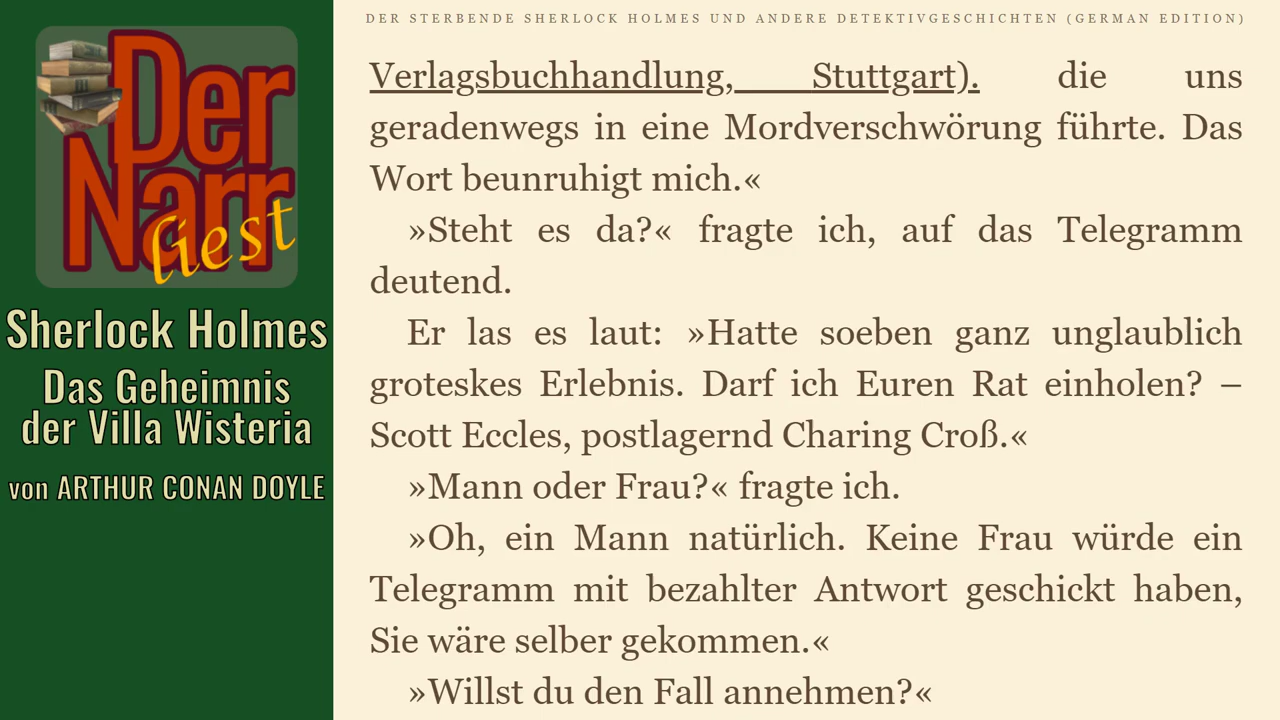 Der
Narr
liest
Sherlock Holmes
Das Geheimnis
der Villa Wisteria
von ARTHUR CONAN DOYLE
DER STERBENDE SHERLOCK HOLMES UND ANDERE DETEKTIVGESCHICHTEN (GERMAN EDITION)
Verlagsbuchhandlung, Stuttgart). die uns
geradenwegs in eine Mordverschwörung führte. Das
Wort beunruhigt mich.«
»Steht es da?« fragte ich, auf das Telegramm
deutend.
Er las es laut: »Hatte soeben ganz unglaublich
groteskes Erlebnis. Darf ich Euren Rat einholen? –
Scott Eccles, postlagernd Charing Croß.«
»Mann oder Frau?« fragte ich.
»Oh, ein Mann natürlich. Keine Frau würde ein
Telegramm mit bezahlter Antwort geschickt haben,
Sie wäre selber gekommen.«
»Willst du den Fall annehmen?«